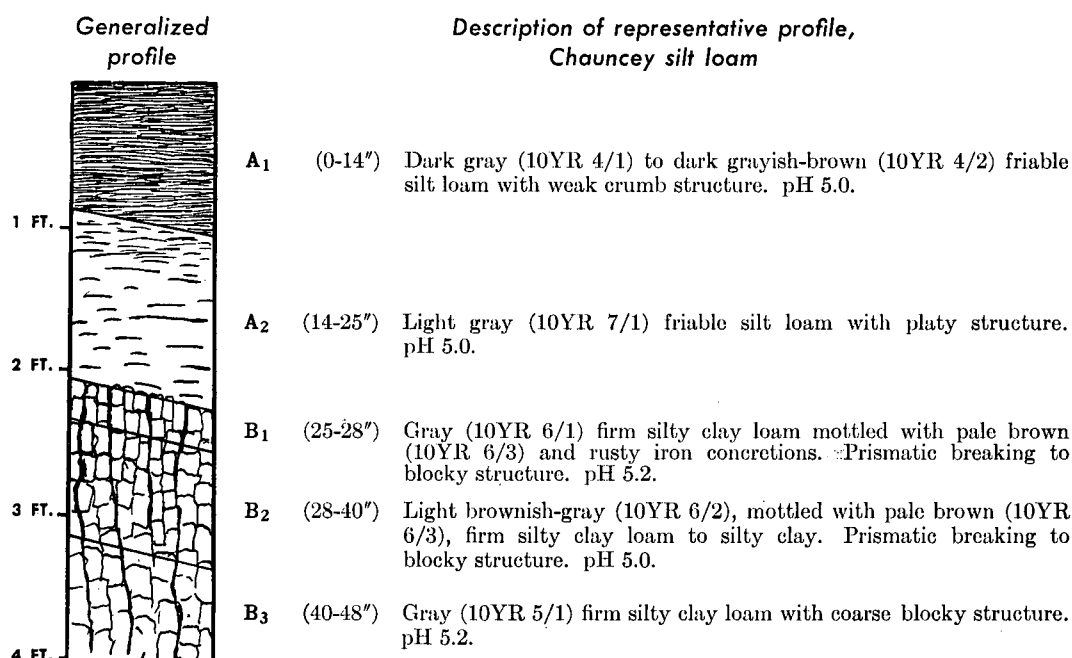 Generalized
profile
Description of representative profile,
Chauncey silt loam
A1 (0-14″) Dark gray (10YR 4/1) to dark grayish-brown (10YR 4/2) friable
silt loam with weak crumb structure. pH 5.0.
1 FT.
A2 (14-25″) Light gray (10YR 7/1) friable silt loam with platy structure.
pH 5.0.
2 FT.
B1 (25-28″) Gray (10YR 6/1) firm silty clay loam mottled with pale brown
(10YR 6/3) and rusty iron concretions. Prismatic breaking to
blocky structure. pH 5.2.
3 FT.
B2 (28-40″) Light brownish-gray (10YR 6/2), mottled with pale brown (10YR
6/3), firm silty clay loam to silty clay. Prismatic breaking to
blocky structure. pH 5.0.
B3 (40-48″) Gray (10YR 5/1) firm silty clay loam with coarse blocky structure.
pH 5.2.
4 FT.